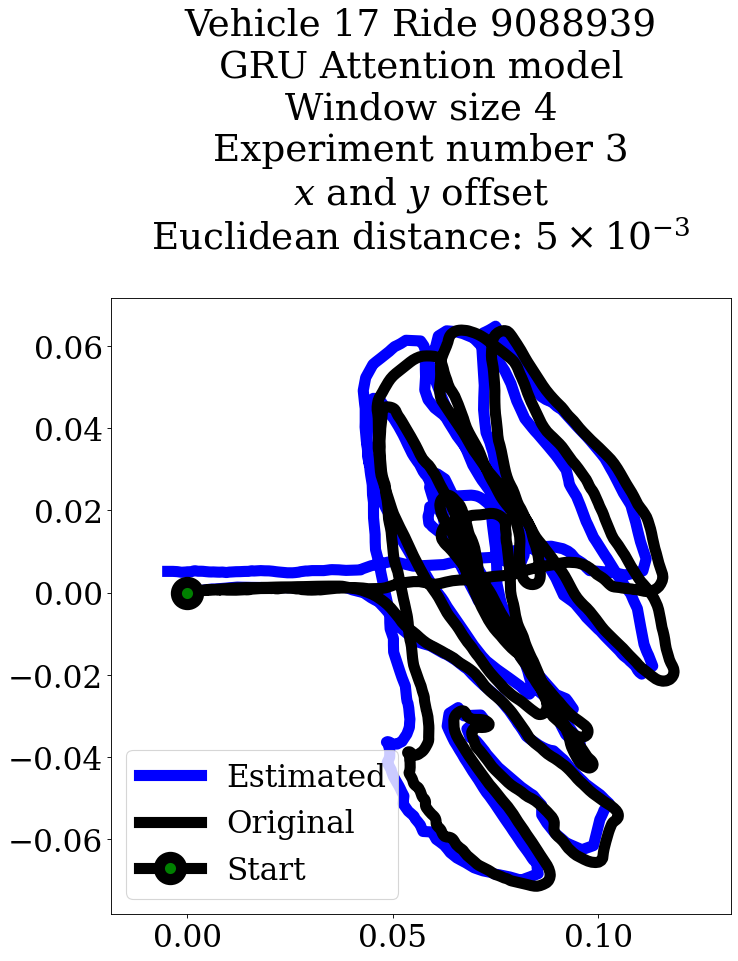 Vehicle 17 Ride 9088939
GRU Attention model
Window size 4
Experiment number 3
x and y offset
Euclidean distance: 5 × 10⁻³
0.06
0.04
0.02
0.00
−0.02
−0.04
−0.06
Estimated
Original
Start
0.00 0.05 0.10